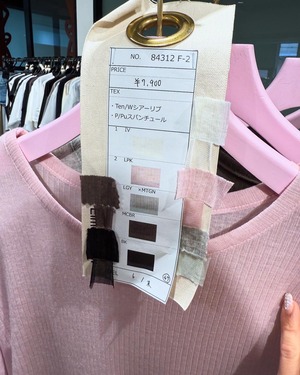 NO. 84312 F-2
PRICE
¥7,900
TEX
・Ten/Wシアーリブ
・P/Puスパンチュール
1 IV
2 LPK
LGY ×MTGN
MCBR
BK